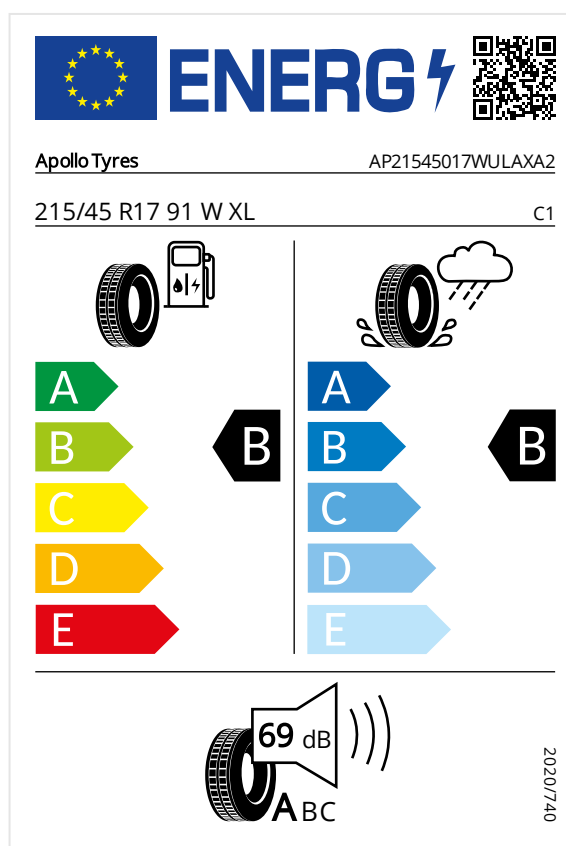 ENERG
Apollo Tyres AP21545017WULAXA2
215/45 R17 91 W XL C1
A A
B B B B
C C
D D
E E
69 dB
ABC
2020/740